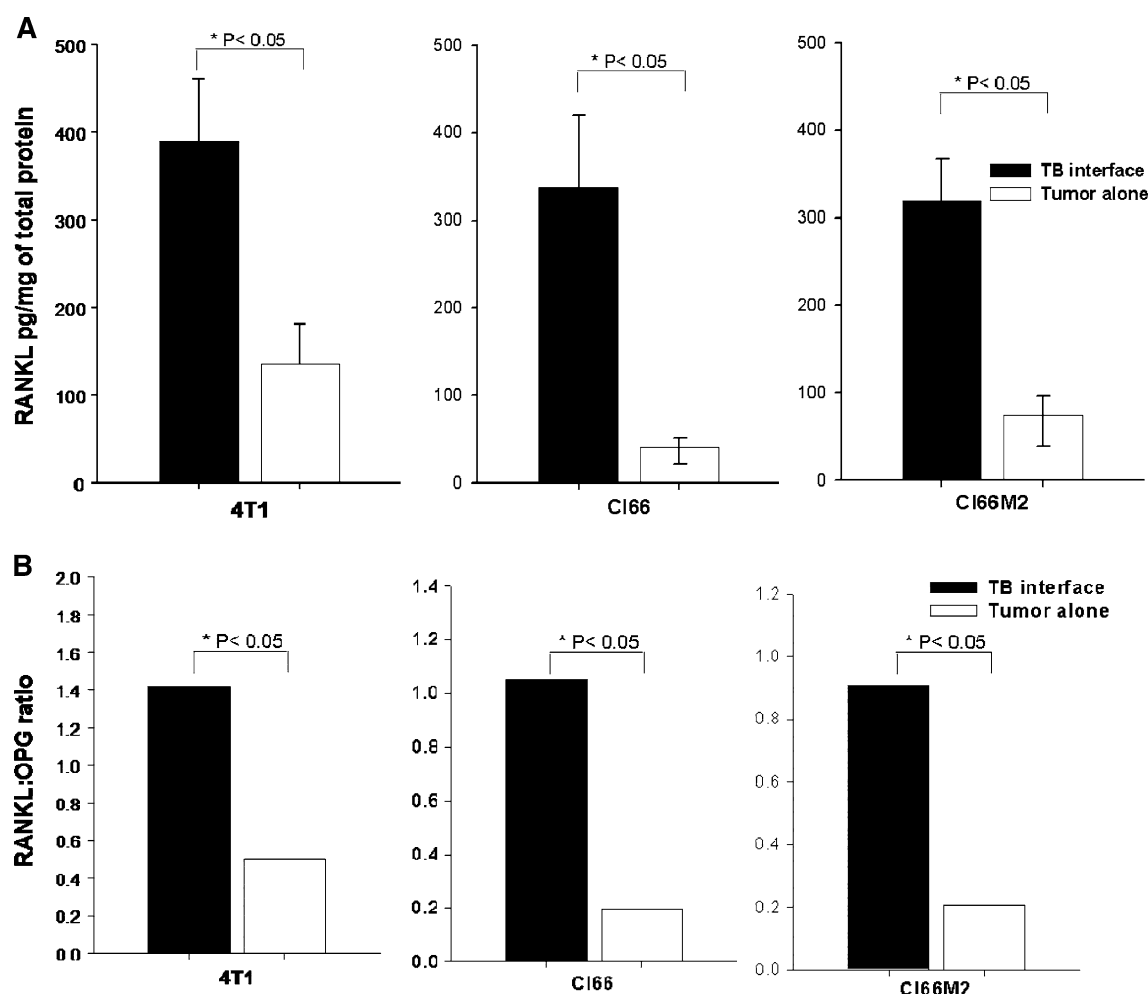 A
RANKL pg/mg of total protein
500
400
300
200
100
0
* P< 0.05
4T1
500
400
300
200
100
0
* P< 0.05
Cl66
500
400
300
200
100
0
* P< 0.05
TB interface
Tumor alone
Cl66M2
B
RANKL:OPG ratio
2.0
1.8
1.6
1.4
1.2
1.0
0.8
0.6
0.4
0.2
0.0
* P< 0.05
4T1
1.4
1.2
1.0
0.8
0.6
0.4
0.2
0.0
* P< 0.05
Cl66
1.2
1.0
0.8
0.6
0.4
0.2
0.0
* P< 0.05
TB interface
Tumor alone
Cl66M2